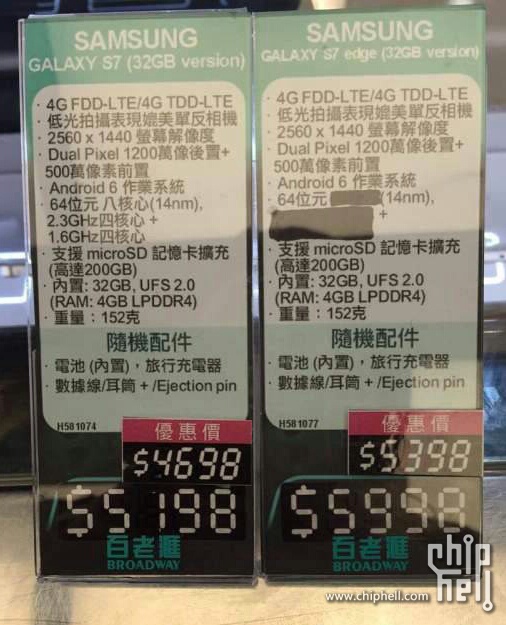 SAMSUNG
GALAXY S7 (32GB version)
· 4G FDD-LTE/4G TDD-LTE
· 低光拍攝表現媲美單反相機
· 2560 x 1440 螢幕解像度
· Dual Pixel 1200萬像後置+
500萬像素前置
· Android 6 作業系統
· 64位元 八核心(14nm),
2.3GHz四核心 +
1.6GHz四核心
· 支援 microSD 記憶卡擴充
(高達200GB)
· 內置: 32GB, UFS 2.0
(RAM: 4GB LPDDR4)
· 重量：152克
隨機配件
· 電池 (內置)，旅行充電器
· 數據線/耳筒 + /Ejection pin
H581074
優惠價
$4698
$5198
百老滙
BROADWAY
SAMSUNG
GALAXY S7 edge (32GB version)
· 4G FDD-LTE/4G TDD-LTE
· 低光拍攝表現媲美單反相機
· 2560 x 1440 螢幕解像度
· Dual Pixel 1200萬像後置+
500萬像素前置
· Android 6 作業系統
· 64位元 (14nm),
+
· 支援 microSD 記憶卡擴充
(高達200GB)
· 內置: 32GB, UFS 2.0
(RAM: 4GB LPDDR4)
· 重量：152克
隨機配件
· 電池 (內置)，旅行充電器
· 數據線/耳筒 + /Ejection pin
H581077
優惠價
$5398
$5998
百老滙
BROADWAY
chip
hell
www.chiphell.com